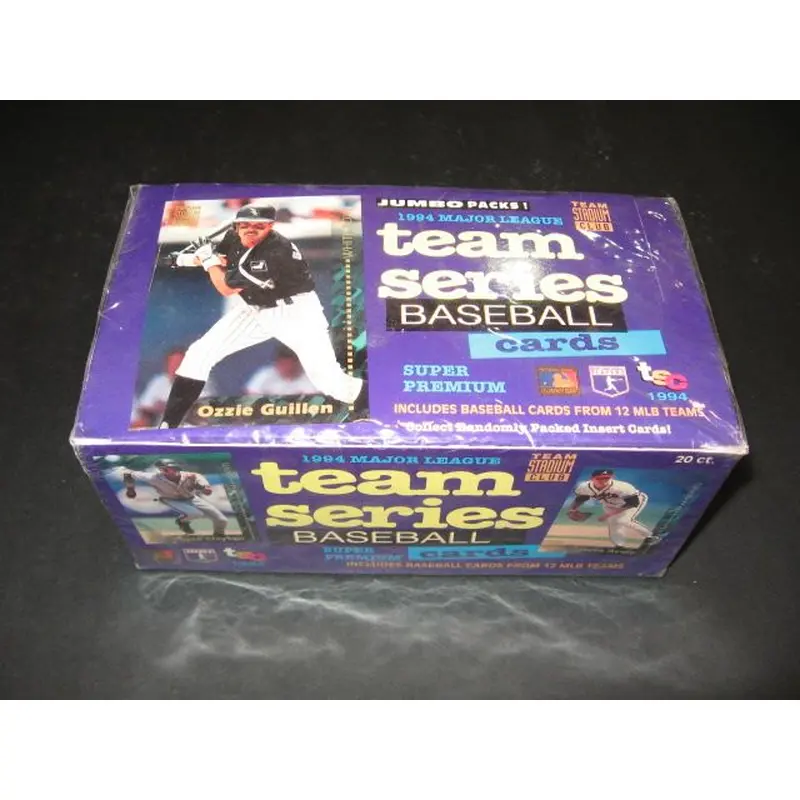 JUMBO PACKS!
1994 MAJOR LEAGUE
TEAM
STADIUM
CLUB
team
series
BASEBALL
cards
SUPER
PREMIUM
tsc
1994
INCLUDES BASEBALL CARDS FROM 12 MLB TEAMS
Collect Randomly Packed Insert Cards!
Ozzie Guillen
1994 MAJOR LEAGUE
TEAM
STADIUM
CLUB
20 CT.
team
series
BASEBALL
cards
SUPER
PREMIUM
tsc
1994
INCLUDES BASEBALL CARDS FROM 12 MLB TEAMS